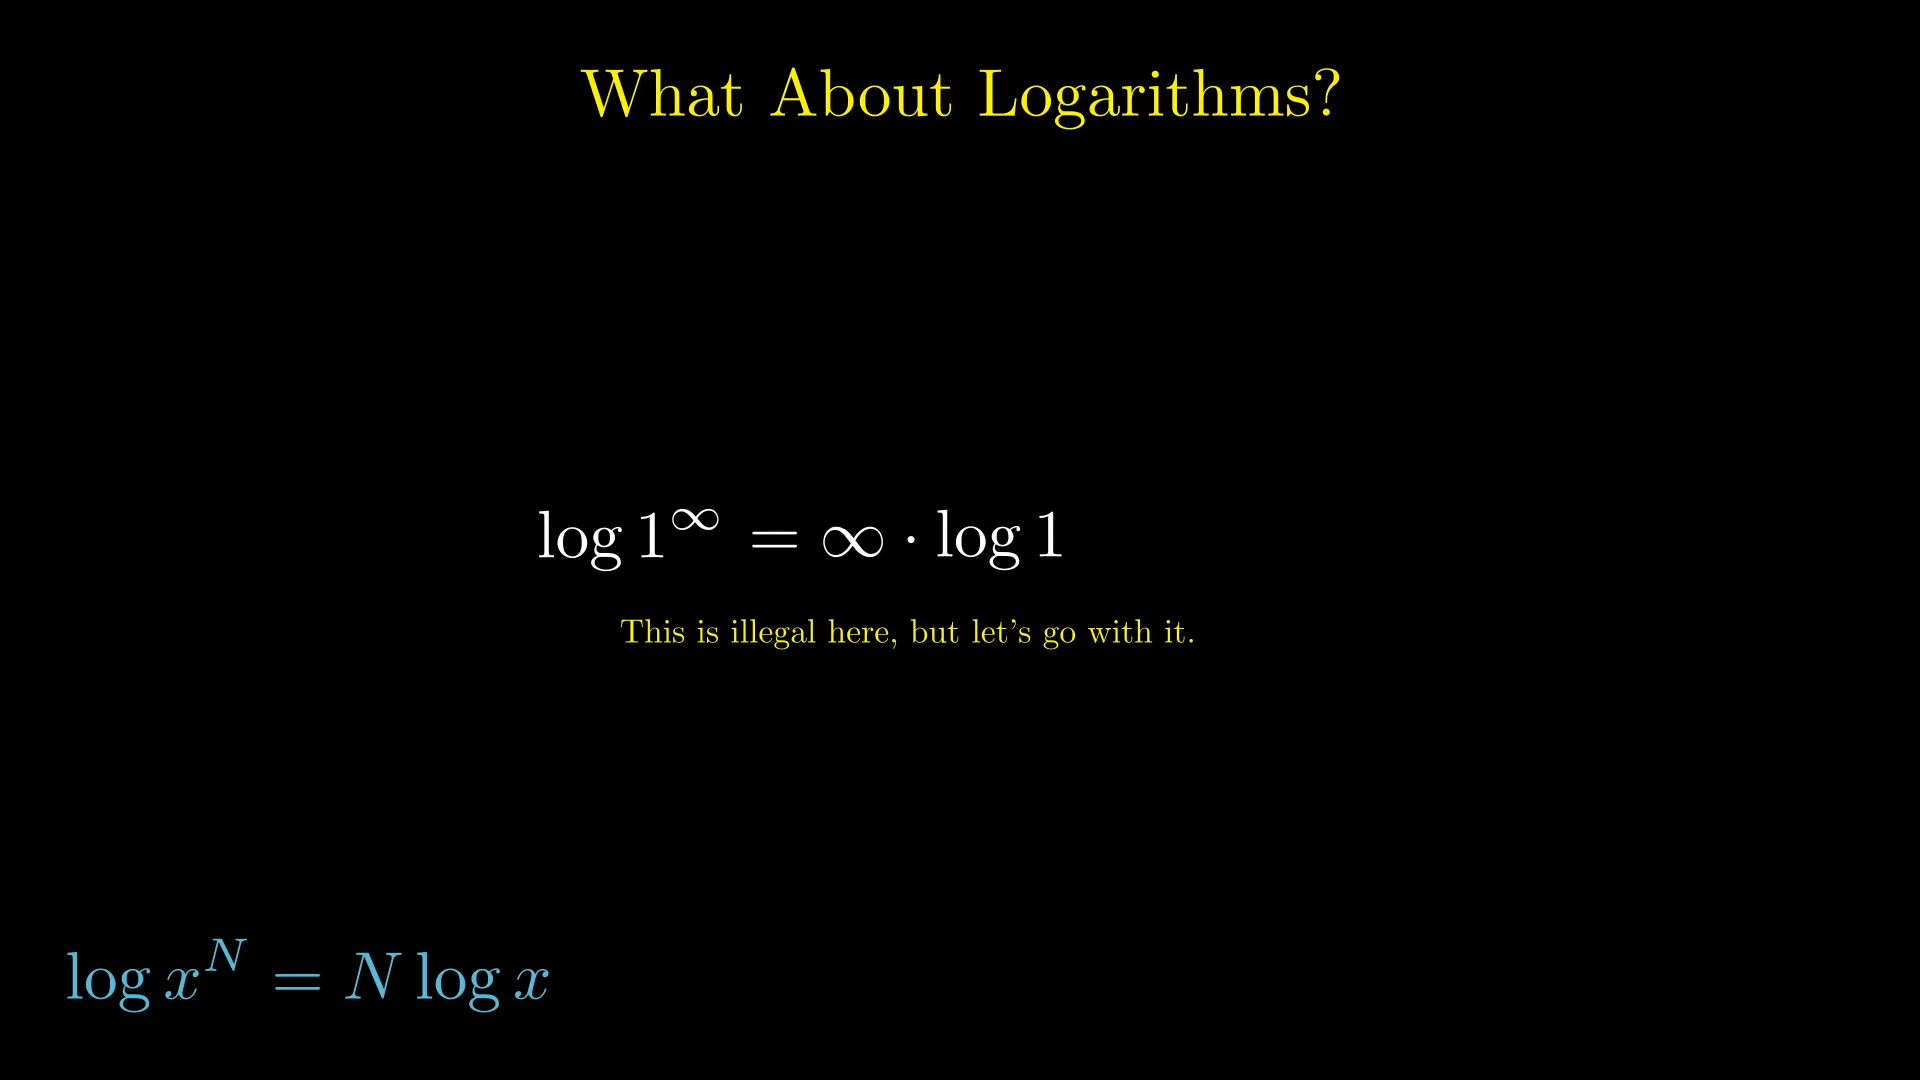 What About Logarithms?
log 1^∞ = ∞ · log 1
This is illegal here, but let's go with it.
log x^N = N log x